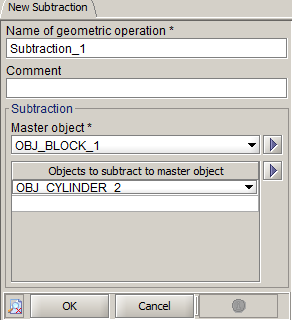 New Subtraction
Name of geometric operation *
Subtraction_1
Comment
Subtraction
Master object *
OBJ_BLOCK_1
Objects to subtract to master object
OBJ_CYLINDER_2
OK
Cancel